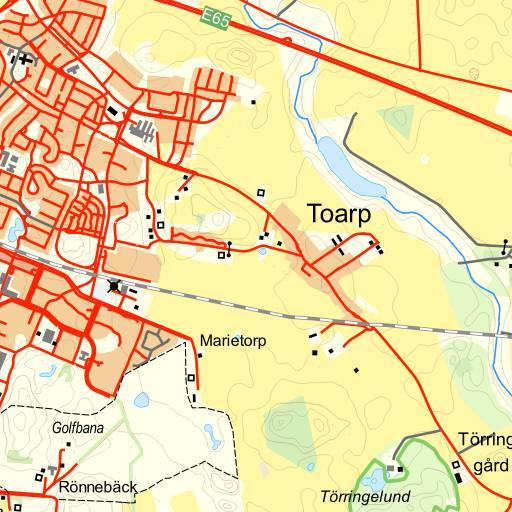 E65
Toarp
Marietorp
Golfbana
Rönnebäck
Törringelund
Törring
gård